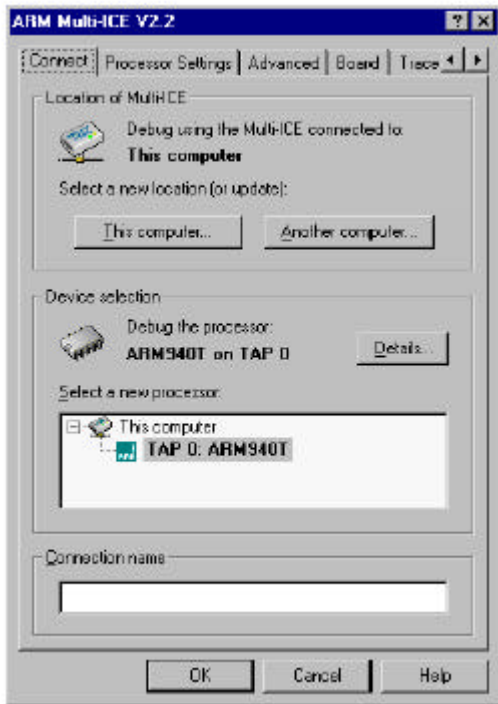 ARM Multi-ICE V2.2
Connect Processor Settings Advanced Board Trace
Location of Multi-ICE
Debug using the Multi-ICE connected to:
This computer
Select a new location (or update):
This computer... Another computer...
Device selection
Debug the processor:
ARM940T on TAP 0
Details...
Select a new processor:
This computer
TAP 0: ARM940T
Connection name
OK Cancel Help